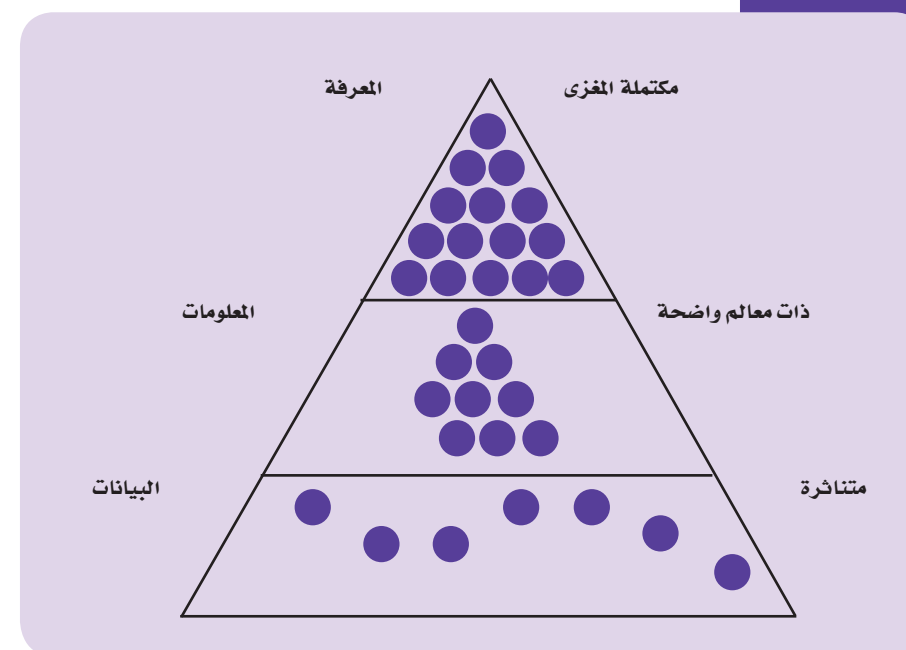 مكتملة المغزى
المعرفة
ذات معالم واضحة
المعلومات
متناثرة
البيانات